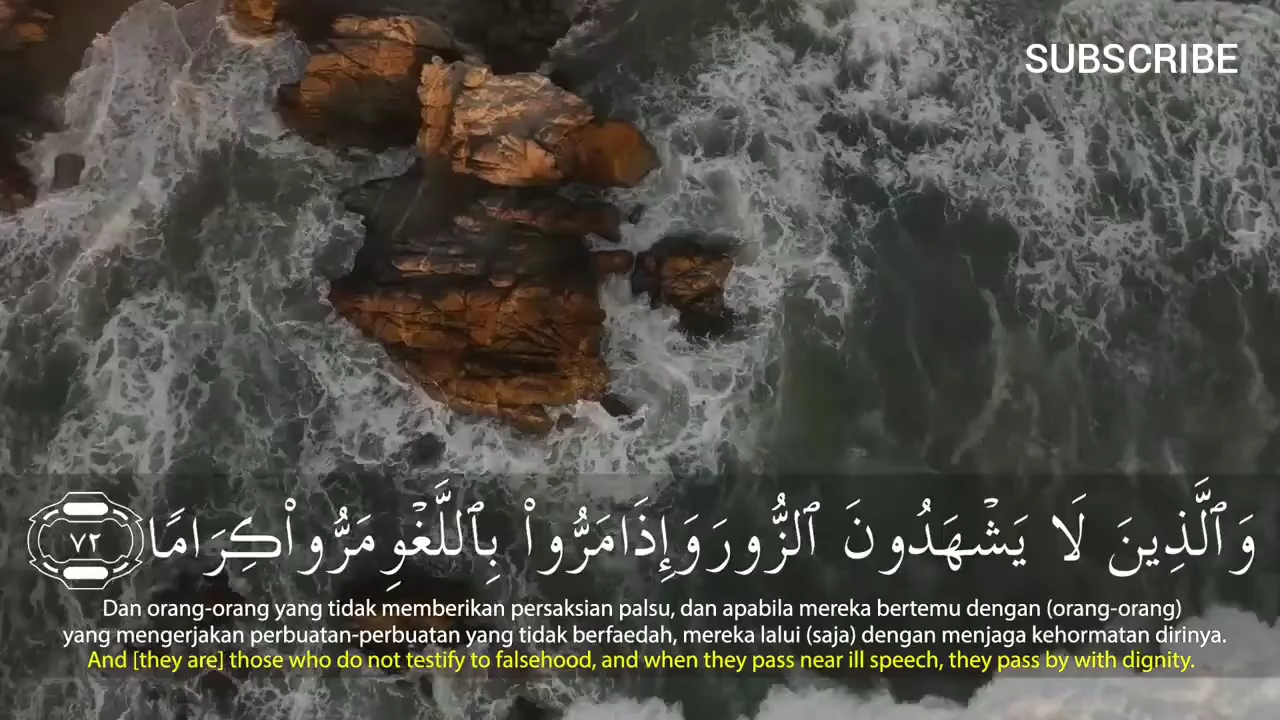 SUBSCRIBE
وَٱلَّذِينَ لَا يَشْهَدُونَ ٱلزُّورَ وَإِذَا مَرُّوا۟ بِٱللَّغْوِ مَرُّوا۟ كِرَامًا ٧٢
Dan orang-orang yang tidak memberikan persaksian palsu, dan apabila mereka bertemu dengan (orang-orang)
yang mengerjakan perbuatan-perbuatan yang tidak berfaedah, mereka lalui (saja) dengan menjaga kehormatan dirinya.
And [they are] those who do not testify to falsehood, and when they pass near ill speech, they pass by with dignity.